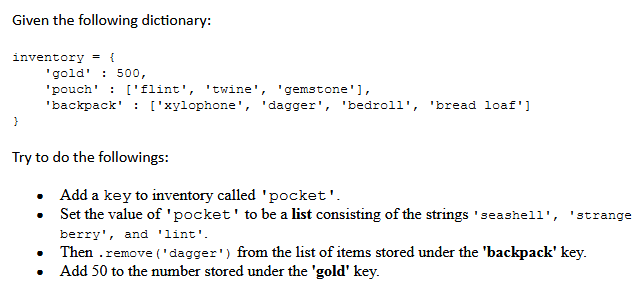 Given the following dictionary:
inventory = {
    'gold' : 500,
    'pouch' : ['flint', 'twine', 'gemstone'],
    'backpack' : ['xylophone', 'dagger', 'bedroll', 'bread loaf']
}
Try to do the followings:
• Add a key to inventory called 'pocket'.
• Set the value of 'pocket' to be a list consisting of the strings 'seashell', 'strange
berry', and 'lint'.
• Then .remove('dagger') from the list of items stored under the 'backpack' key.
• Add 50 to the number stored under the 'gold' key.